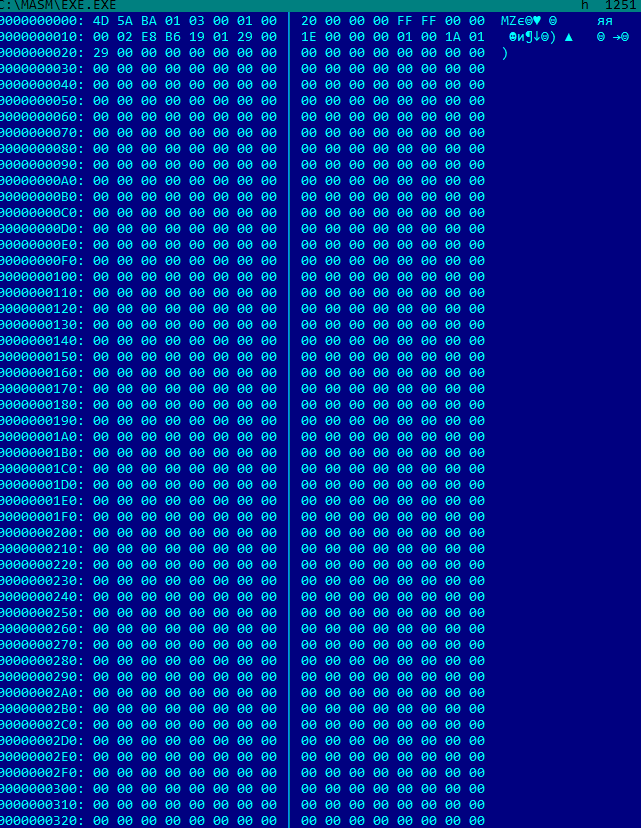 C:\MASM\EXE.EXE h 1251
0000000000: 4D 5A BA 01 03 00 01 00 │ 20 00 00 00 FF FF 00 00 MZє☺♥ ☺ яя
0000000010: 00 02 E8 B6 19 01 29 00 │ 1E 00 00 00 01 00 1A 01 ☻и¶↓☺) ▲ ☺ →☺
0000000020: 29 00 00 00 00 00 00 00 │ 00 00 00 00 00 00 00 00 )
0000000030: 00 00 00 00 00 00 00 00 │ 00 00 00 00 00 00 00 00
0000000040: 00 00 00 00 00 00 00 00 │ 00 00 00 00 00 00 00 00
0000000050: 00 00 00 00 00 00 00 00 │ 00 00 00 00 00 00 00 00
0000000060: 00 00 00 00 00 00 00 00 │ 00 00 00 00 00 00 00 00
0000000070: 00 00 00 00 00 00 00 00 │ 00 00 00 00 00 00 00 00
0000000080: 00 00 00 00 00 00 00 00 │ 00 00 00 00 00 00 00 00
0000000090: 00 00 00 00 00 00 00 00 │ 00 00 00 00 00 00 00 00
00000000A0: 00 00 00 00 00 00 00 00 │ 00 00 00 00 00 00 00 00
00000000B0: 00 00 00 00 00 00 00 00 │ 00 00 00 00 00 00 00 00
00000000C0: 00 00 00 00 00 00 00 00 │ 00 00 00 00 00 00 00 00
00000000D0: 00 00 00 00 00 00 00 00 │ 00 00 00 00 00 00 00 00
00000000E0: 00 00 00 00 00 00 00 00 │ 00 00 00 00 00 00 00 00
00000000F0: 00 00 00 00 00 00 00 00 │ 00 00 00 00 00 00 00 00
0000000100: 00 00 00 00 00 00 00 00 │ 00 00 00 00 00 00 00 00
0000000110: 00 00 00 00 00 00 00 00 │ 00 00 00 00 00 00 00 00
0000000120: 00 00 00 00 00 00 00 00 │ 00 00 00 00 00 00 00 00
0000000130: 00 00 00 00 00 00 00 00 │ 00 00 00 00 00 00 00 00
0000000140: 00 00 00 00 00 00 00 00 │ 00 00 00 00 00 00 00 00
0000000150: 00 00 00 00 00 00 00 00 │ 00 00 00 00 00 00 00 00
0000000160: 00 00 00 00 00 00 00 00 │ 00 00 00 00 00 00 00 00
0000000170: 00 00 00 00 00 00 00 00 │ 00 00 00 00 00 00 00 00
0000000180: 00 00 00 00 00 00 00 00 │ 00 00 00 00 00 00 00 00
0000000190: 00 00 00 00 00 00 00 00 │ 00 00 00 00 00 00 00 00
00000001A0: 00 00 00 00 00 00 00 00 │ 00 00 00 00 00 00 00 00
00000001B0: 00 00 00 00 00 00 00 00 │ 00 00 00 00 00 00 00 00
00000001C0: 00 00 00 00 00 00 00 00 │ 00 00 00 00 00 00 00 00
00000001D0: 00 00 00 00 00 00 00 00 │ 00 00 00 00 00 00 00 00
00000001E0: 00 00 00 00 00 00 00 00 │ 00 00 00 00 00 00 00 00
00000001F0: 00 00 00 00 00 00 00 00 │ 00 00 00 00 00 00 00 00
0000000200: 00 00 00 00 00 00 00 00 │ 00 00 00 00 00 00 00 00
0000000210: 00 00 00 00 00 00 00 00 │ 00 00 00 00 00 00 00 00
0000000220: 00 00 00 00 00 00 00 00 │ 00 00 00 00 00 00 00 00
0000000230: 00 00 00 00 00 00 00 00 │ 00 00 00 00 00 00 00 00
0000000240: 00 00 00 00 00 00 00 00 │ 00 00 00 00 00 00 00 00
0000000250: 00 00 00 00 00 00 00 00 │ 00 00 00 00 00 00 00 00
0000000260: 00 00 00 00 00 00 00 00 │ 00 00 00 00 00 00 00 00
0000000270: 00 00 00 00 00 00 00 00 │ 00 00 00 00 00 00 00 00
0000000280: 00 00 00 00 00 00 00 00 │ 00 00 00 00 00 00 00 00
0000000290: 00 00 00 00 00 00 00 00 │ 00 00 00 00 00 00 00 00
00000002A0: 00 00 00 00 00 00 00 00 │ 00 00 00 00 00 00 00 00
00000002B0: 00 00 00 00 00 00 00 00 │ 00 00 00 00 00 00 00 00
00000002C0: 00 00 00 00 00 00 00 00 │ 00 00 00 00 00 00 00 00
00000002D0: 00 00 00 00 00 00 00 00 │ 00 00 00 00 00 00 00 00
00000002E0: 00 00 00 00 00 00 00 00 │ 00 00 00 00 00 00 00 00
00000002F0: 00 00 00 00 00 00 00 00 │ 00 00 00 00 00 00 00 00
0000000300: 00 00 00 00 00 00 00 00 │ 00 00 00 00 00 00 00 00
0000000310: 00 00 00 00 00 00 00 00 │ 00 00 00 00 00 00 00 00
0000000320: 00 00 00 00 00 00 00 00 │ 00 00 00 00 00 00 00 00